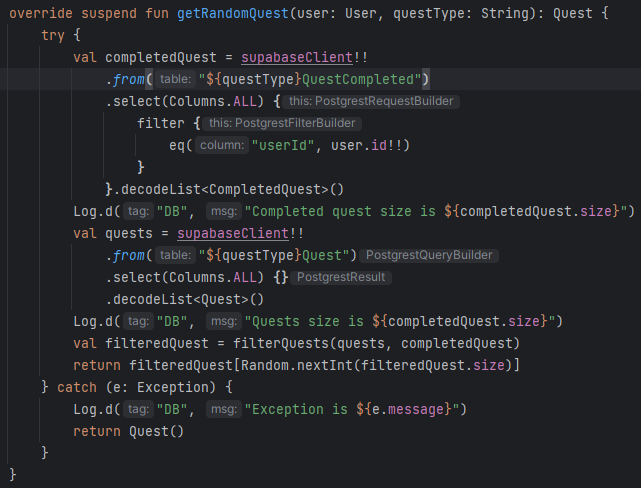 override suspend fun getRandomQuest(user: User, questType: String): Quest {
    try {
        val completedQuest = supabaseClient!!
            .from( table: "${questType}QuestCompleted")
            .select(Columns.ALL) { this: PostgrestRequestBuilder
                filter { this: PostgrestFilterBuilder
                    eq( column: "userId", user.id!!)
                }
            }.decodeList<CompletedQuest>()
        Log.d( tag: "DB", msg: "Completed quest size is ${completedQuest.size}")
        val quests = supabaseClient!!
            .from( table: "${questType}Quest") PostgrestQueryBuilder
            .select(Columns.ALL) {} PostgrestResult
            .decodeList<Quest>()
        Log.d( tag: "DB", msg: "Quests size is ${completedQuest.size}")
        val filteredQuest = filterQuests(quests, completedQuest)
        return filteredQuest[Random.nextInt(filteredQuest.size)]
    } catch (e: Exception) {
        Log.d( tag: "DB", msg: "Exception is ${e.message}")
        return Quest()
    }
}